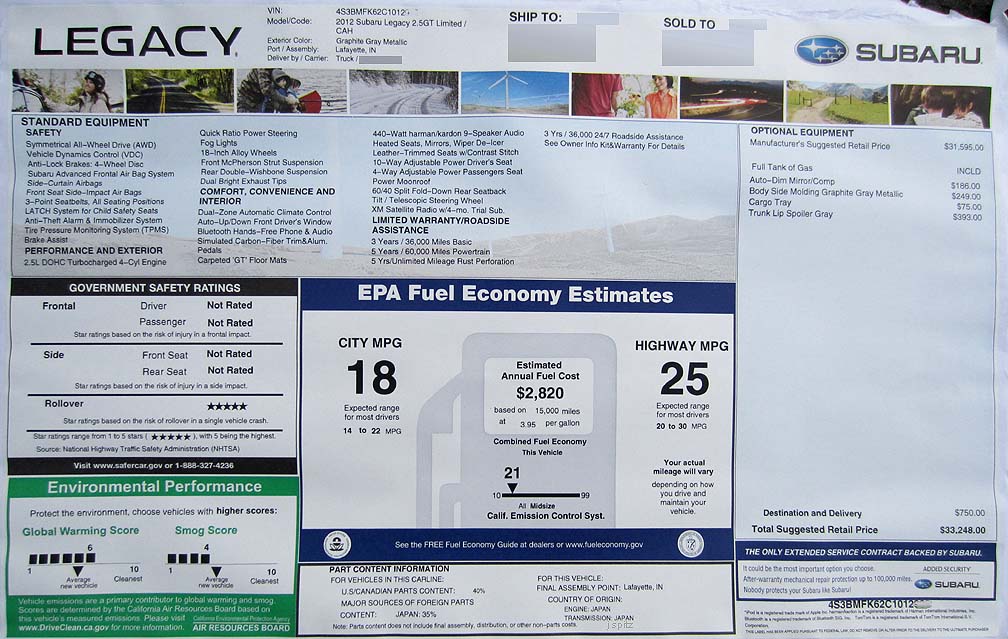 LEGACY
VIN: 4S3BMFK62C1012
Model/Code: 2012 Subaru Legacy 2.5GT Limited /
CAH
Exterior Color: Graphite Gray Metallic
Port / Assembly: Lafayette, IN
Deliver by / Carrier: Truck /
SHIP TO:
SOLD TO
SUBARU
STANDARD EQUIPMENT
SAFETY
Symmetrical All-Wheel Drive (AWD)
Vehicle Dynamics Control (VDC)
Anti-Lock Brakes: 4-Wheel Disc
Subaru Advanced Frontal Air Bag System
Side-Curtain Airbags
Front Seat Side-Impact Air Bags
3-Point Seatbelts, All Seating Positions
LATCH System for Child Safety Seats
Anti-Theft Alarm & Immobilizer System
Tire Pressure Monitoring System (TPMS)
Brake Assist
PERFORMANCE AND EXTERIOR
2.5L DOHC Turbocharged 4-Cyl Engine
Quick Ratio Power Steering
Fog Lights
18-Inch Alloy Wheels
Front McPherson Strut Suspension
Rear Double-Wishbone Suspension
Dual Bright Exhaust Tips
COMFORT, CONVENIENCE AND
INTERIOR
Dual-Zone Automatic Climate Control
Auto-Up/Down Front Driver's Window
Bluetooth Hands-Free Phone & Audio
Simulated Carbon-Fiber Trim&Alum.
Pedals
Carpeted 'GT' Floor Mats
440-Watt harman/kardon 9-Speaker Audio
Heated Seats, Mirrors, Wiper De-Icer
Leather-Trimmed Seats w/Contrast Stitch
10-Way Adjustable Power Driver's Seat
4-Way Adjustable Power Passengers Seat
Power Moonroof
60/40 Split Fold-Down Rear Seatback
Tilt / Telescopic Steering Wheel
XM Satellite Radio w/4-mo. Trial Sub.
LIMITED WARRANTY/ROADSIDE
ASSISTANCE
3 Years / 36,000 Miles Basic
5 Years / 60,000 Miles Powertrain
5 Yrs/Unlimited Mileage Rust Perforation
3 Yrs / 36,000 24/7 Roadside Assistance
See Owner Info Kit&Warranty For Details
OPTIONAL EQUIPMENT
Manufacturer's Suggested Retail Price $31,595.00
Full Tank of Gas INCLD
Auto-Dim Mirror/Comp $186.00
Body Side Molding Graphite Gray Metallic $249.00
Cargo Tray $75.00
Trunk Lip Spoiler Gray $393.00
Destination and Delivery $750.00
Total Suggested Retail Price $33,248.00
GOVERNMENT SAFETY RATINGS
Frontal Driver Not Rated
Passenger Not Rated
Star ratings based on the risk of injury in a frontal impact.
Side Front Seat Not Rated
Rear Seat Not Rated
Star ratings based on the risk of injury in a side impact.
Rollover ★★★★★
Star ratings based on the risk of rollover in a single vehicle crash.
Star ratings range from 1 to 5 stars ( ★★★★★ ), with 5 being the highest.
Source: National Highway Traffic Safety Administration (NHTSA)
Visit www.safercar.gov or 1-888-327-4236
Environmental Performance
Protect the environment, choose vehicles with higher scores:
Global Warming Score Smog Score
6
1 10
Average
new vehicle
Cleanest
4
1 10
Average
new vehicle
Cleanest
Vehicle emissions are a primary contributor to global warming and smog.
Scores are determined by the California Air Resources Board based on
this vehicle's measured emissions. Please visit
www.DriveClean.ca.gov for more information.
California Environmental Protection Agency
AIR RESOURCES BOARD
EPA Fuel Economy Estimates
CITY MPG
18
Expected range
for most drivers
14 to 22 MPG
Estimated
Annual Fuel Cost
$2,820
based on 15,000 miles
at 3.95 per gallon
Combined Fuel Economy
This Vehicle
21
10 99
All Midsize
Calif. Emission Control Syst.
HIGHWAY MPG
25
Expected range
for most drivers
20 to 30 MPG
Your actual
mileage will vary
depending on how
you drive and
maintain your
vehicle.
See the FREE Fuel Economy Guide at dealers or www.fueleconomy.gov
PART CONTENT INFORMATION
FOR VEHICLES IN THIS CARLINE:
U.S/CANADIAN PARTS CONTENT: 40%
MAJOR SOURCES OF FOREIGN PARTS
CONTENT: JAPAN: 35%
Note: Parts content does not include final assembly, distribution, or other non-parts costs.
FOR THIS VEHICLE:
FINAL ASSEMBLY POINT: Lafayette, IN
COUNTRY OF ORIGIN:
ENGINE: JAPAN
TRANSMISSION: JAPAN
j spitz
THE ONLY EXTENDED SERVICE CONTRACT BACKED BY SUBARU.
It could be the most important option you choose.
After-warranty mechanical repair protection up to 100,000 miles.
Nobody protects your Subaru like Subaru!
ADDED SECURITY
SUBARU
4S3BMFK62C1012